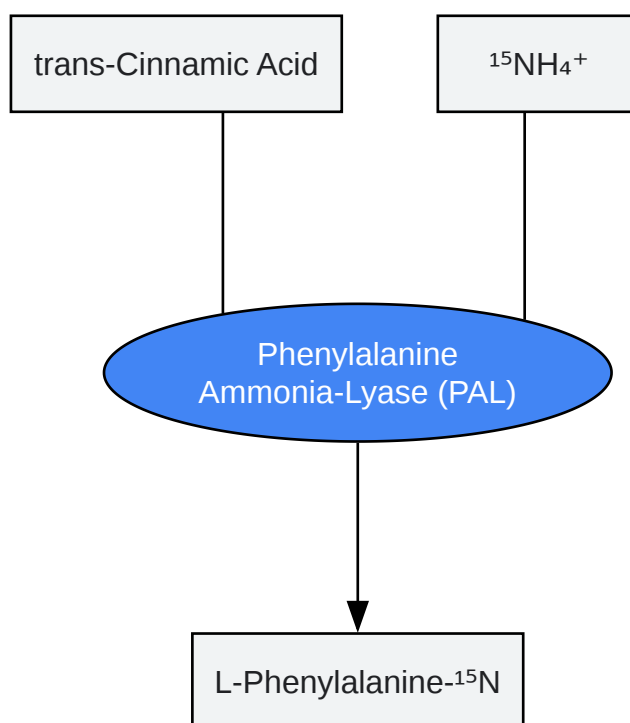 trans-Cinnamic Acid
¹⁵NH₄⁺
Phenylalanine
Ammonia-Lyase (PAL)
L-Phenylalanine-¹⁵N